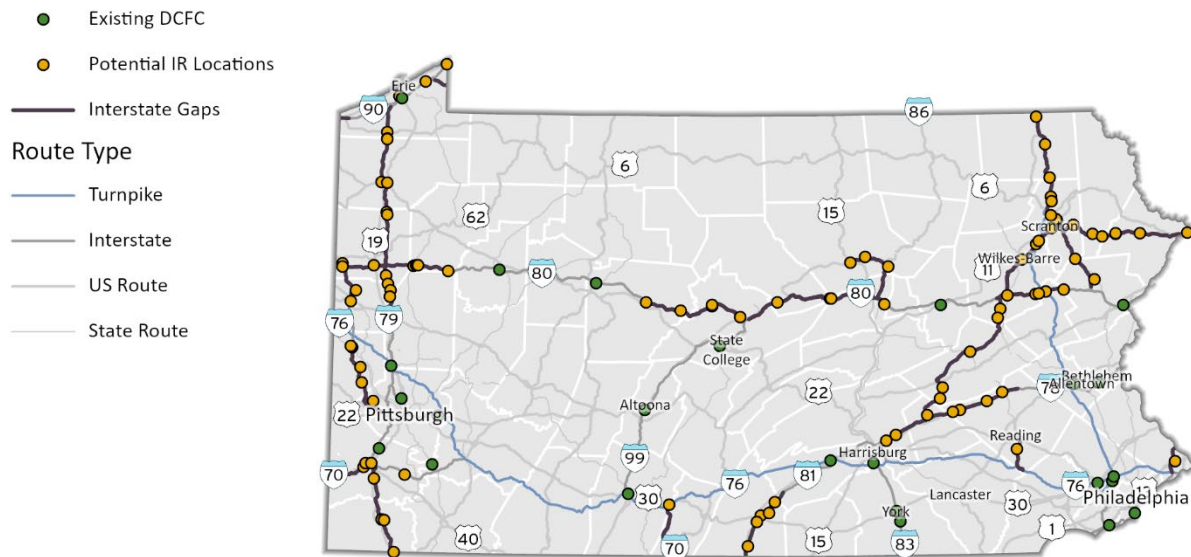 Existing DCFC
Potential IR Locations
Interstate Gaps
Route Type
Turnpike
Interstate
US Route
State Route
Erie
90
86
6
6
62
15
19
Scranton
Wilkes-Barre
11
80
80
76
79
State
College
Bethlehem
78
Allentown
22
22
Pittsburgh
Altoona
Harrisburg
Reading
99
81
70
76
76
30
Lancaster
30
Philadelphia
York
1
40
70
15
83